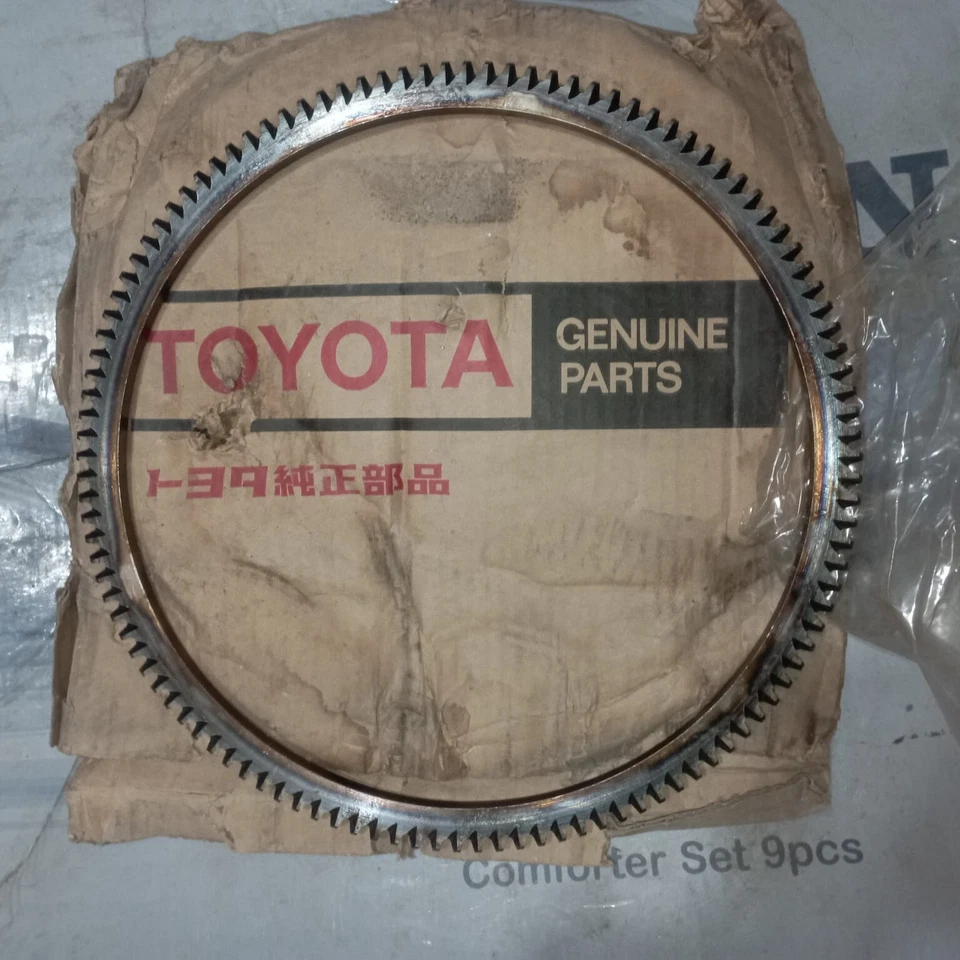 TOYOTA
GENUINE
PARTS
トヨタ純正部品
Comforter Set 9pcs